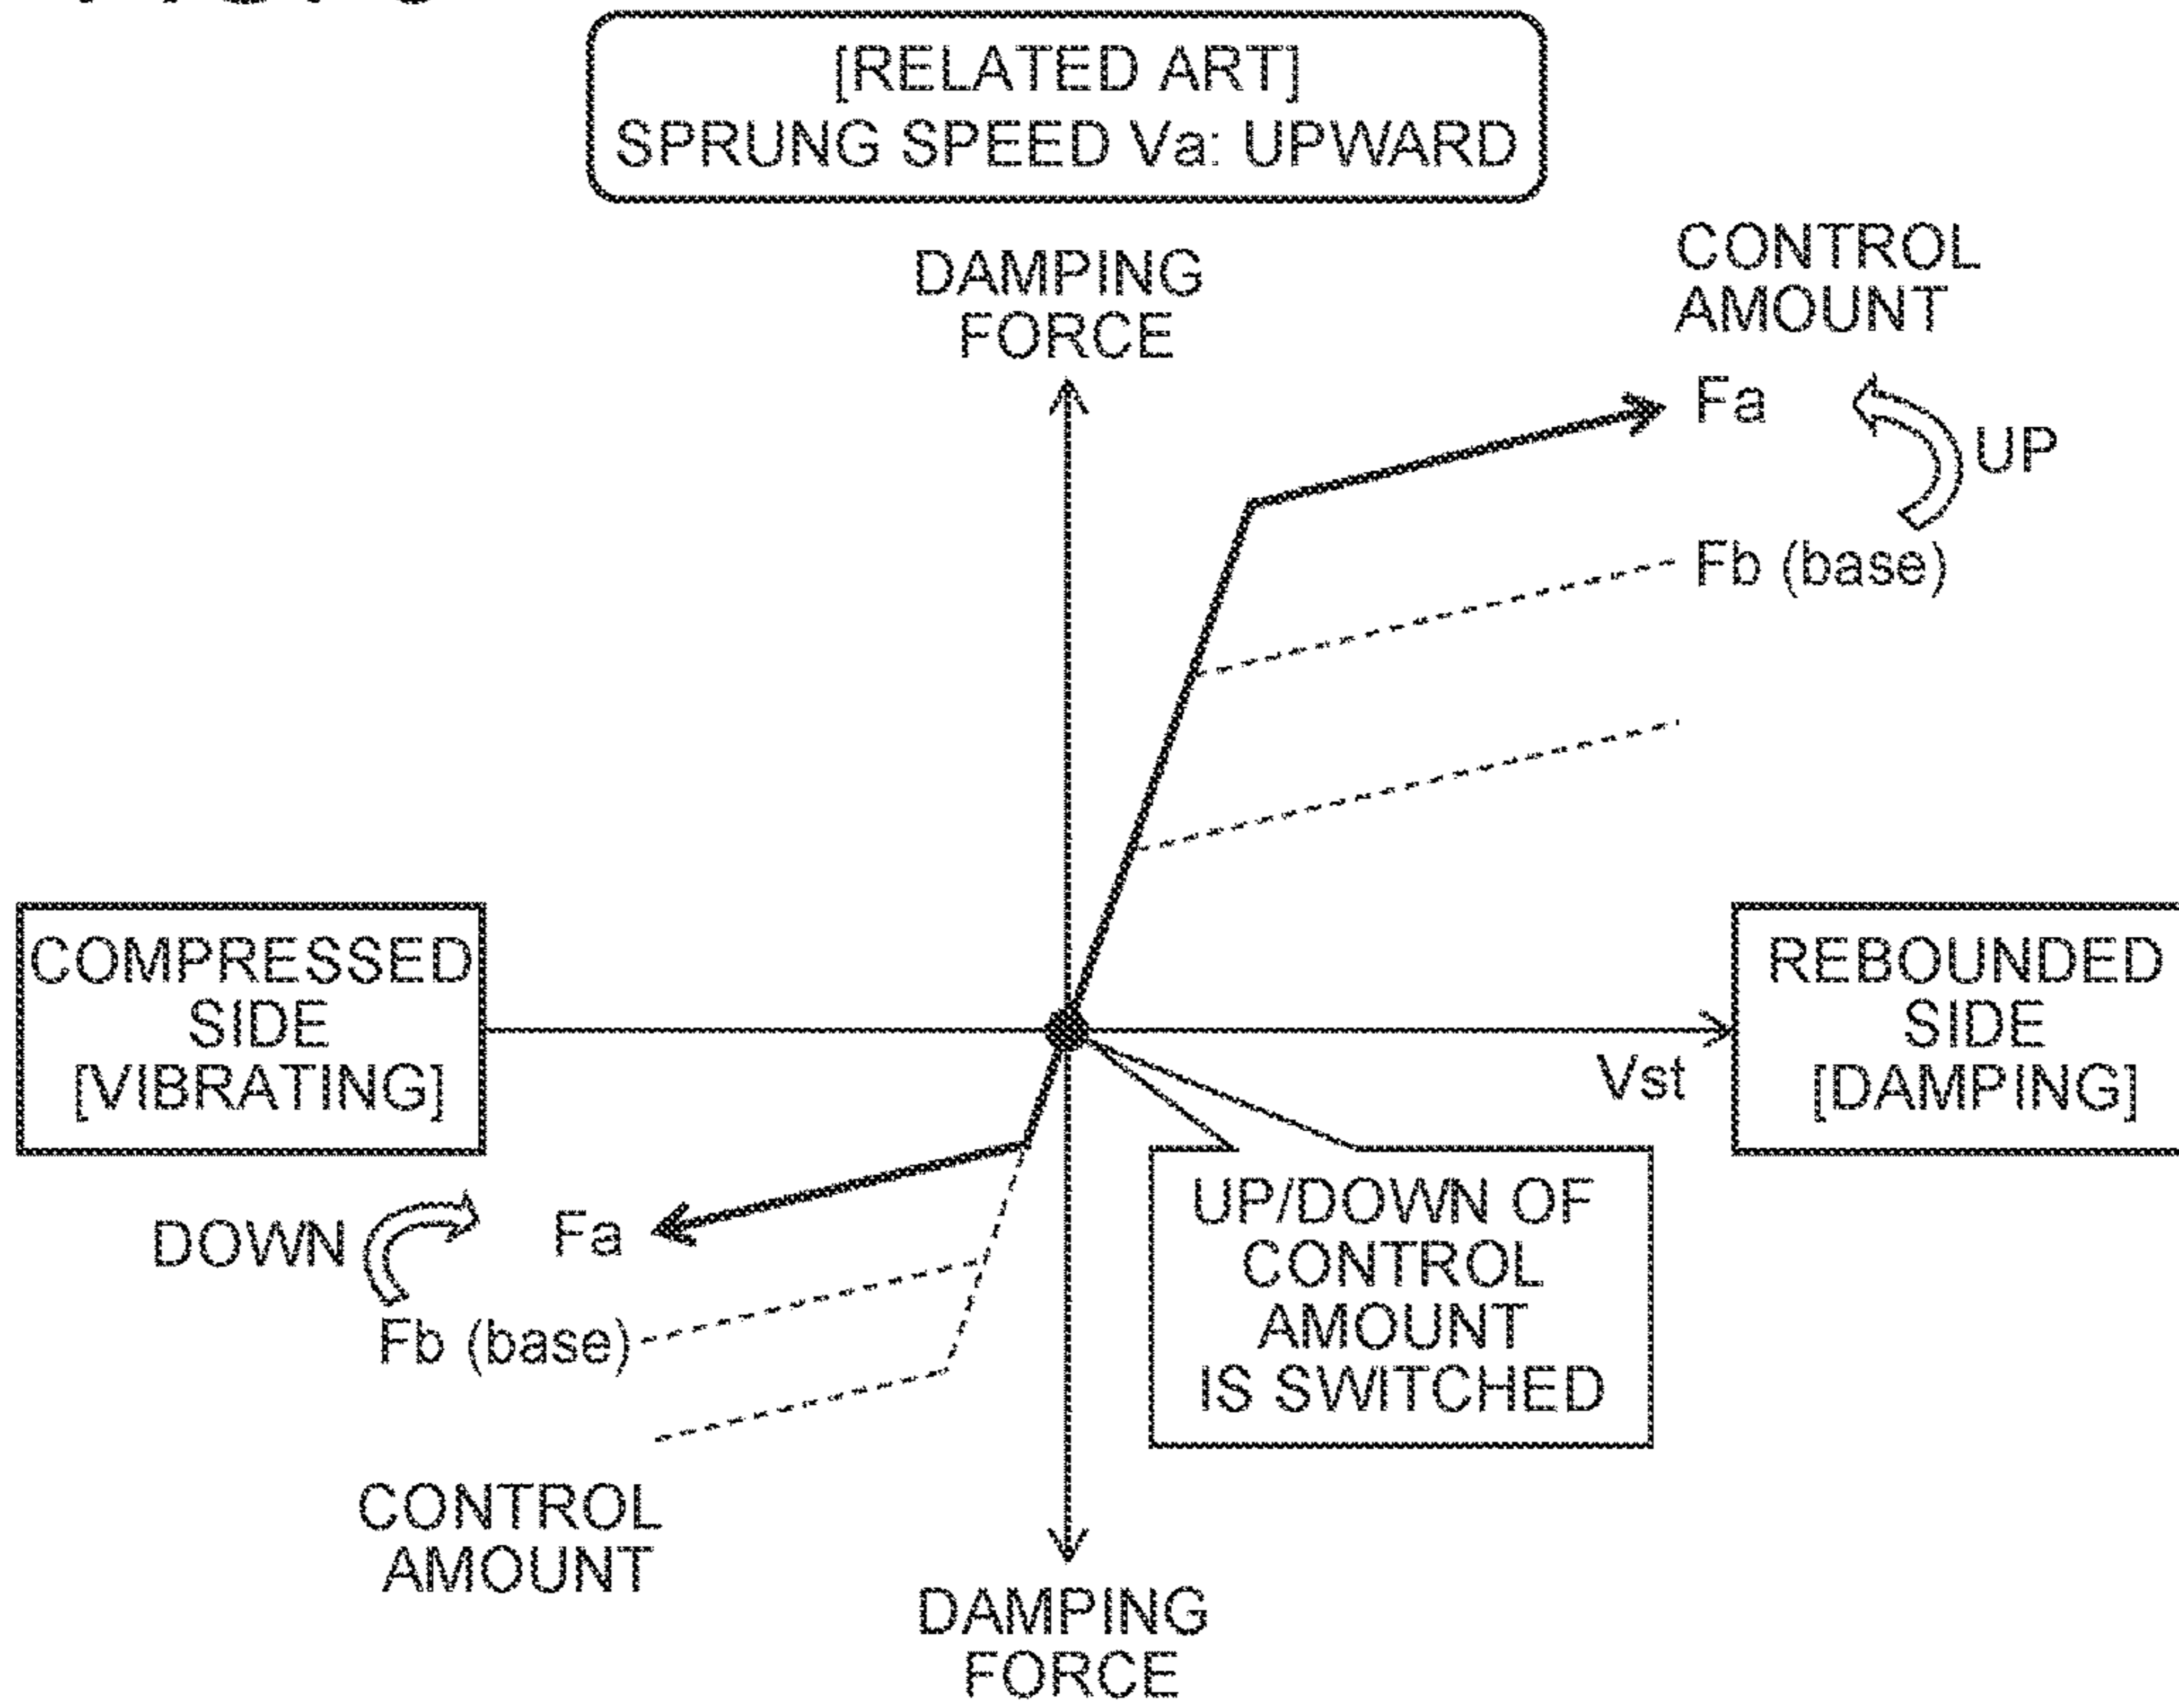 [RELATED ART]
SPRUNG SPEED Va: UPWARD
DAMPING
FORCE
CONTROL
AMOUNT
Fa
UP
Fb (base)
COMPRESSED
SIDE
[VIBRATING]
REBOUNDED
SIDE
[DAMPING]
Vst
UP/DOWN OF
CONTROL
AMOUNT
IS SWITCHED
DOWN
Fa
Fb (base)
CONTROL
AMOUNT
DAMPING
FORCE